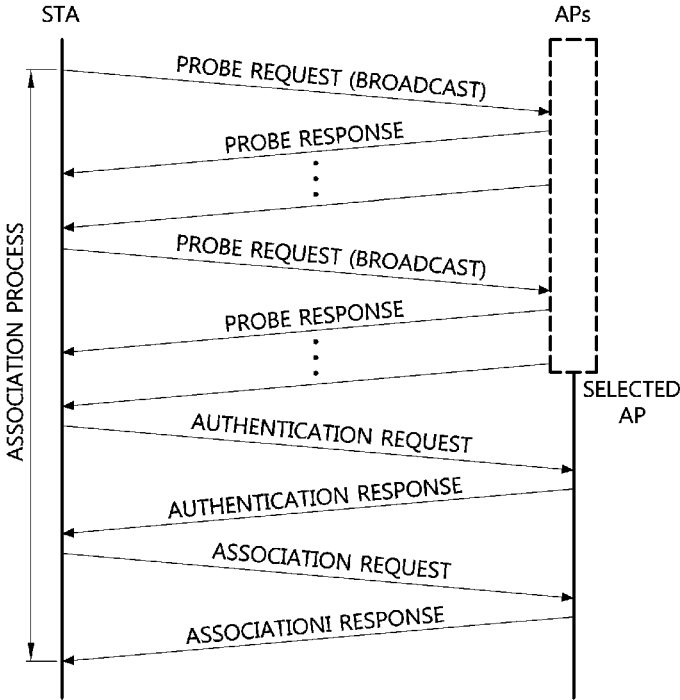 STA
APs
PROBE REQUEST (BROADCAST)
PROBE RESPONSE
PROBE REQUEST (BROADCAST)
PROBE RESPONSE
ASSOCIATION PROCESS
SELECTED
AP
AUTHENTICATION REQUEST
AUTHENTICATION RESPONSE
ASSOCIATION REQUEST
ASSOCIATIONI RESPONSE